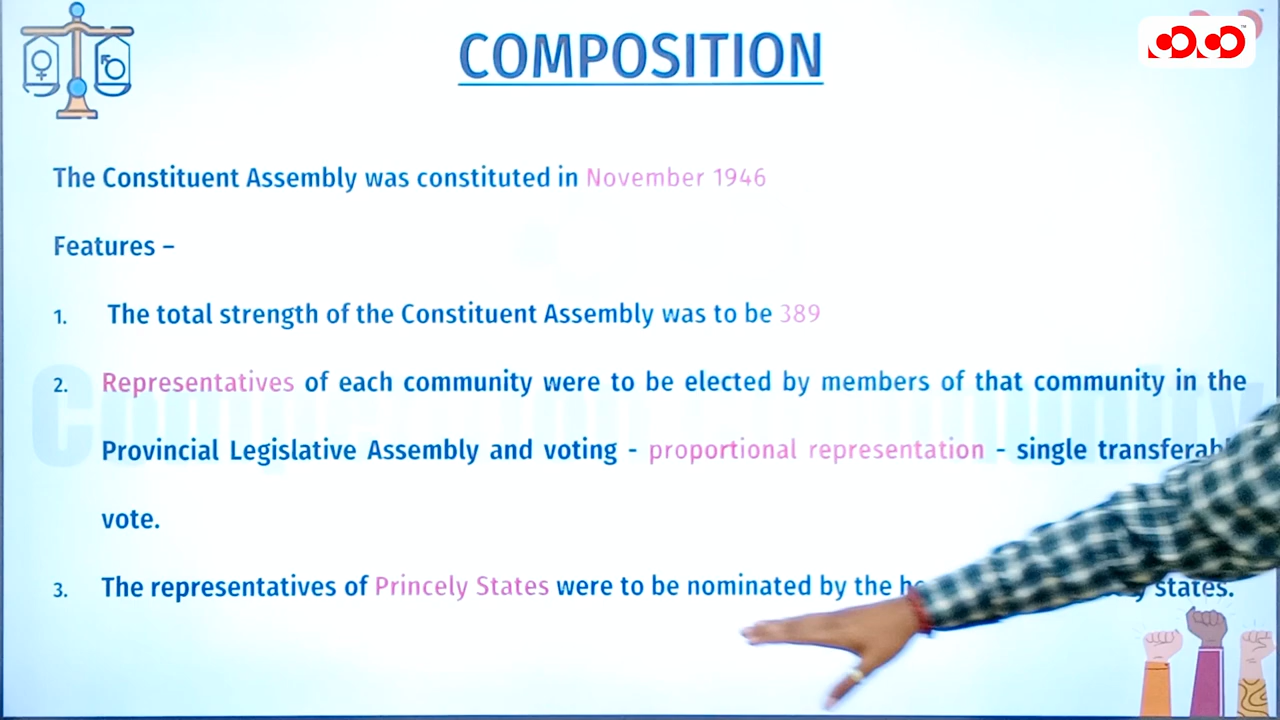 COMPOSITION
The Constituent Assembly was constituted in November 1946
Features –
1. The total strength of the Constituent Assembly was to be 389
2. Representatives of each community were to be elected by members of that community in the
Provincial Legislative Assembly and voting - proportional representation - single
vote.
3. The representatives of Princely States were to be nominated by the states.